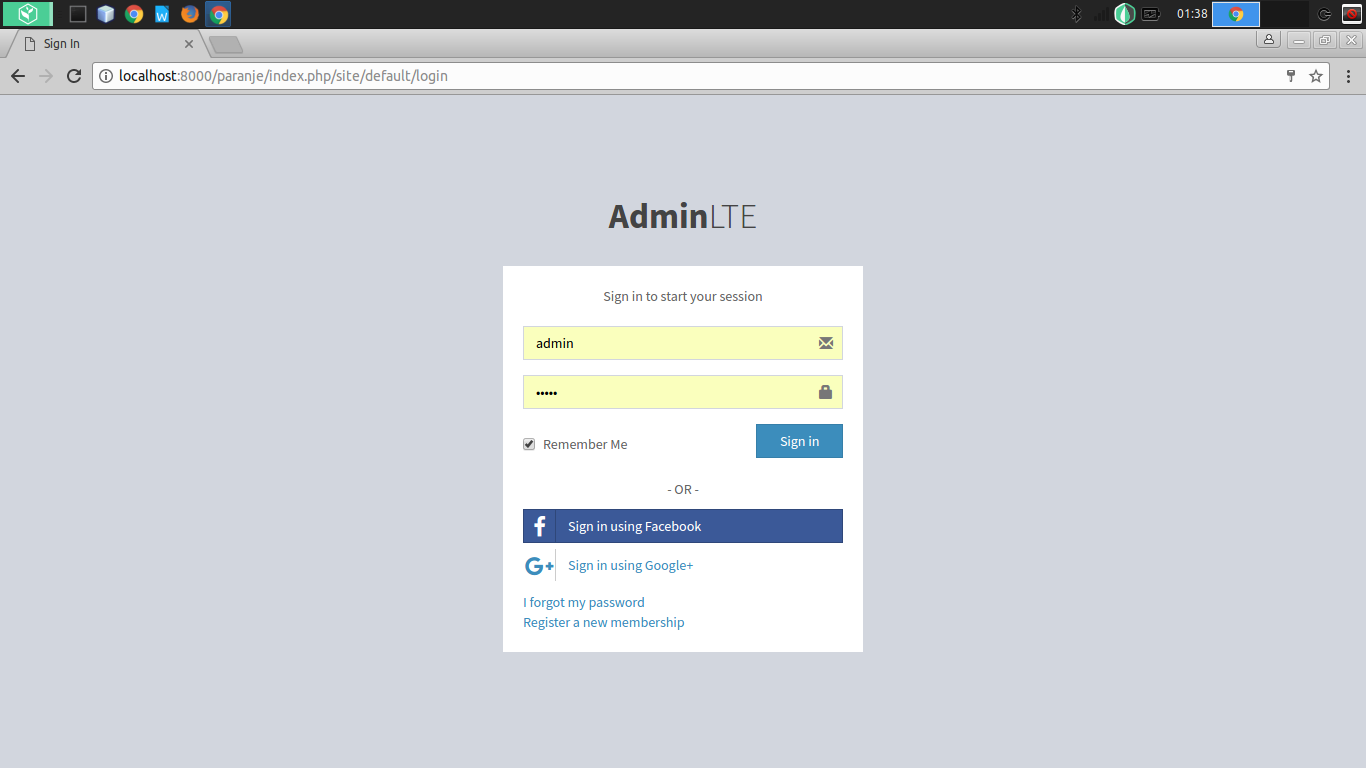 01:38
Sign In
localhost:8000/paranje/index.php/site/default/login
AdminLTE
Sign in to start your session
admin
•••••
Remember Me
Sign in
- OR -
Sign in using Facebook
Sign in using Google+
I forgot my password
Register a new membership